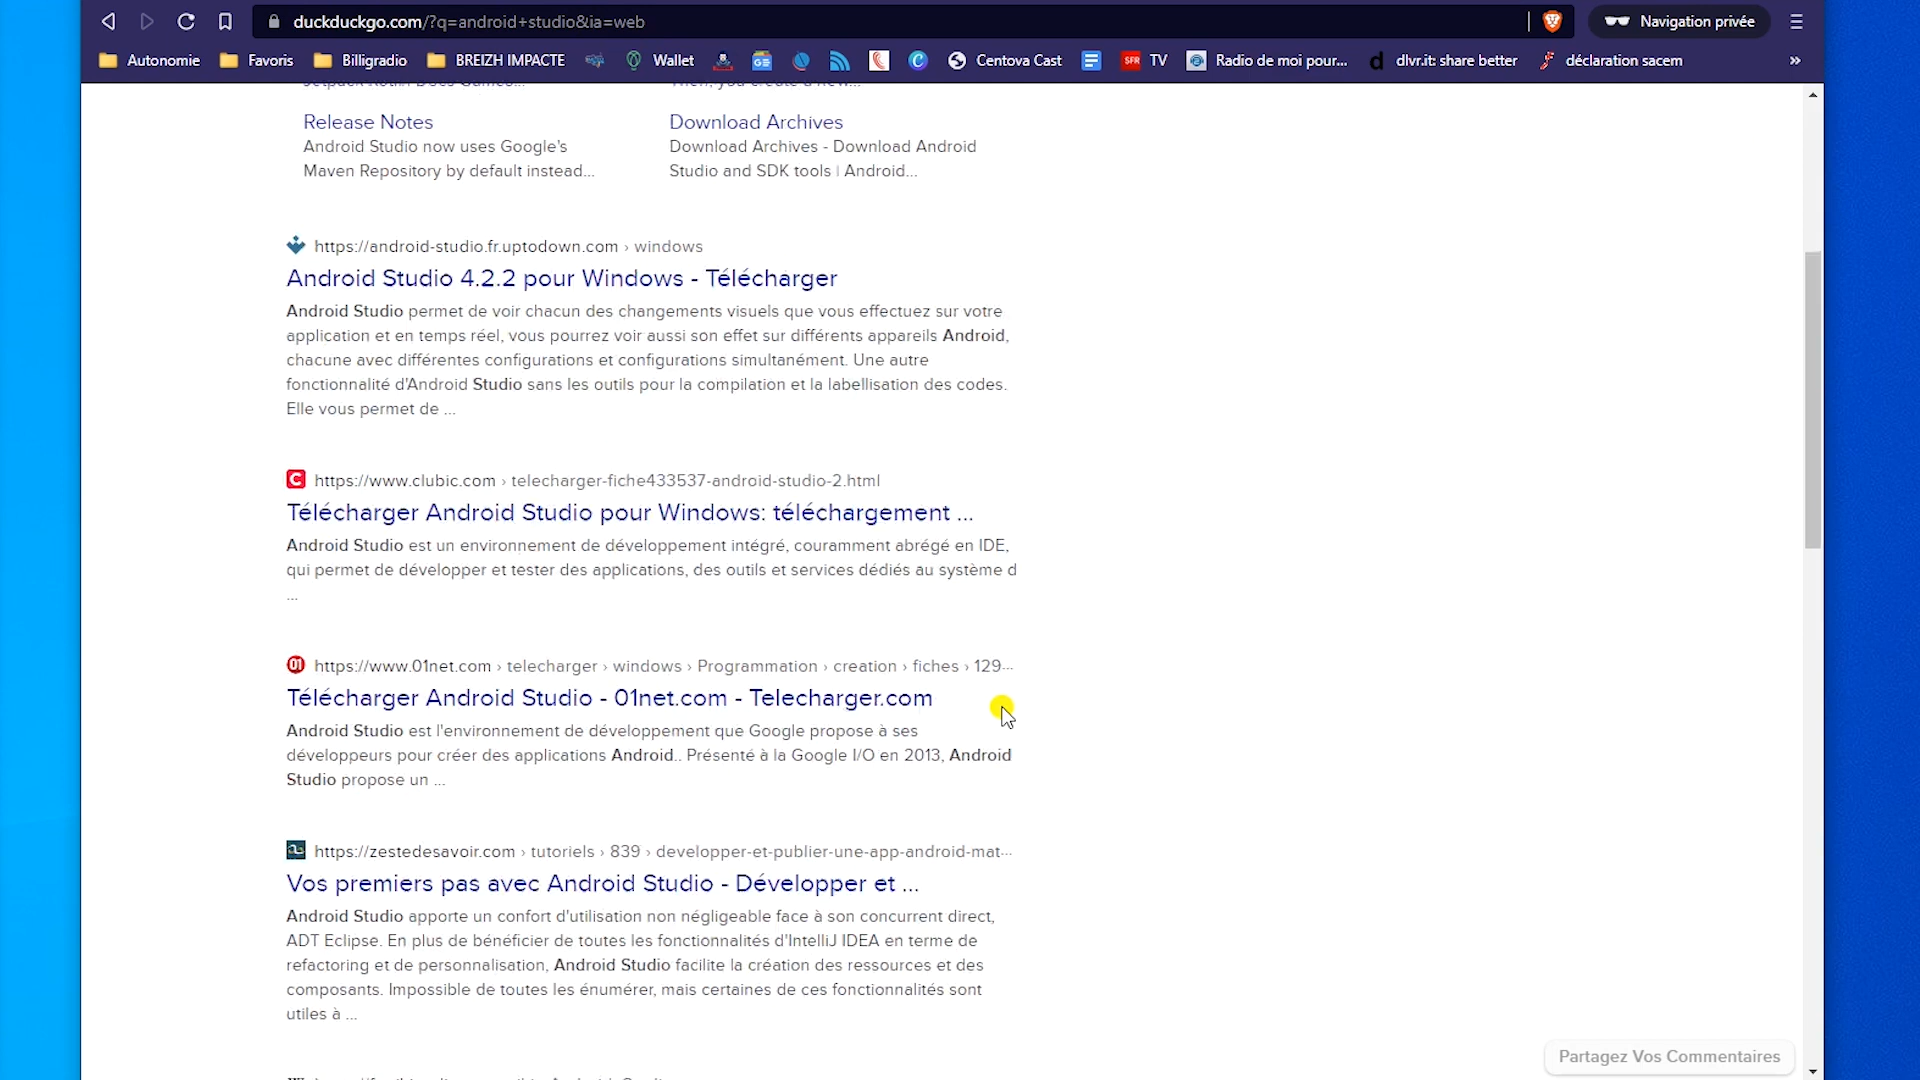 duckduckgo.com/?q=android+studio&ia=web
Navigation privée
Autonomie Favoris Billigradio BREIZH IMPACTE Wallet GE Centova Cast SFR TV Radio de moi pour... dlvr.it: share better déclaration sacem »
Release Notes
Android Studio now uses Google's
Maven Repository by default instead...
Download Archives
Download Archives - Download Android
Studio and SDK tools | Android...
https://android-studio.fr.uptodown.com › windows
Android Studio 4.2.2 pour Windows - Télécharger
Android Studio permet de voir chacun des changements visuels que vous effectuez sur votre
application et en temps réel, vous pourrez voir aussi son effet sur différents appareils Android,
chacune avec différentes configurations et configurations simultanément. Une autre
fonctionnalité d'Android Studio sans les outils pour la compilation et la labellisation des codes.
Elle vous permet de ...
https://www.clubic.com › telecharger-fiche433537-android-studio-2.html
Télécharger Android Studio pour Windows: téléchargement ...
Android Studio est un environnement de développement intégré, couramment abrégé en IDE,
qui permet de développer et tester des applications, des outils et services dédiés au système d
...
https://www.01net.com › telecharger › windows › Programmation › creation › fiches › 129...
Télécharger Android Studio - 01net.com - Telecharger.com
Android Studio est l'environnement de développement que Google propose à ses
développeurs pour créer des applications Android.. Présenté à la Google I/O en 2013, Android
Studio propose un ...
https://zestedesavoir.com › tutoriels › 839 › developper-et-publier-une-app-android-mat...
Vos premiers pas avec Android Studio - Développer et ...
Android Studio apporte un confort d'utilisation non négligeable face à son concurrent direct,
ADT Eclipse. En plus de bénéficier de toutes les fonctionnalités d'IntelliJ IDEA en terme de
refactoring et de personnalisation, Android Studio facilite la création des ressources et des
composants. Impossible de toutes les énumérer, mais certaines de ces fonctionnalités sont
utiles à ...
Partagez Vos Commentaires